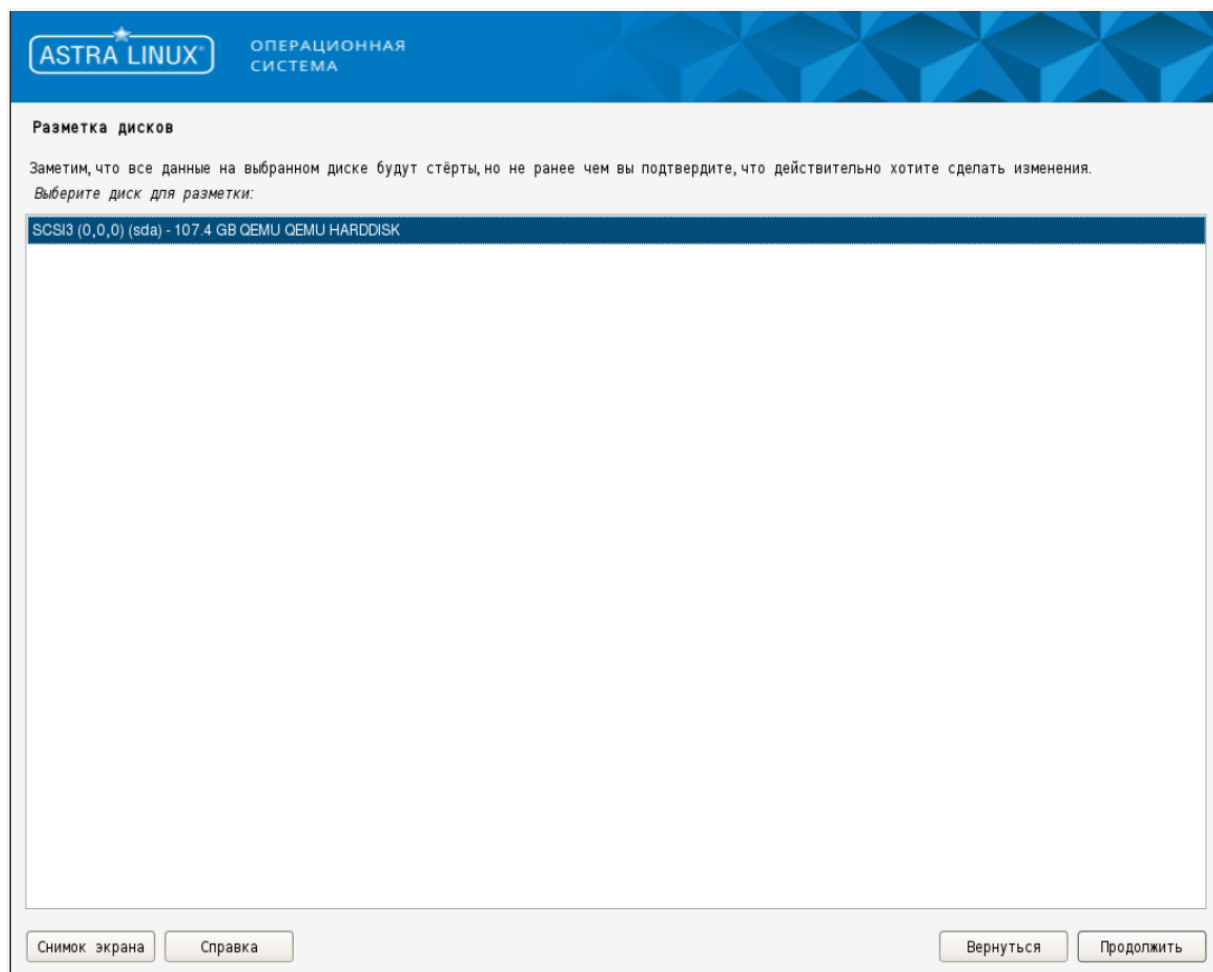 ASTRA LINUX®
ОПЕРАЦИОННАЯ
СИСТЕМА
Разметка дисков
Заметим, что все данные на выбранном диске будут стёрты, но не ранее чем вы подтвердите, что действительно хотите сделать изменения.
Выберите диск для разметки:
SCSI3 (0,0,0) (sda) - 107.4 GB QEMU QEMU HARDDISK
Снимок экрана Справка Вернуться Продолжить